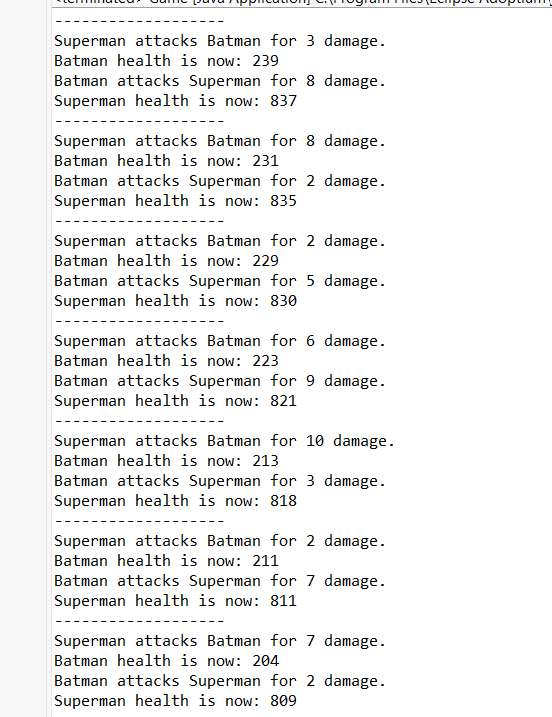 <terminated> Game [Java Application] C:\Program Files\Eclipse Adoptium\
-------------------
Superman attacks Batman for 3 damage.
Batman health is now: 239
Batman attacks Superman for 8 damage.
Superman health is now: 837
-------------------
Superman attacks Batman for 8 damage.
Batman health is now: 231
Batman attacks Superman for 2 damage.
Superman health is now: 835
-------------------
Superman attacks Batman for 2 damage.
Batman health is now: 229
Batman attacks Superman for 5 damage.
Superman health is now: 830
-------------------
Superman attacks Batman for 6 damage.
Batman health is now: 223
Batman attacks Superman for 9 damage.
Superman health is now: 821
-------------------
Superman attacks Batman for 10 damage.
Batman health is now: 213
Batman attacks Superman for 3 damage.
Superman health is now: 818
-------------------
Superman attacks Batman for 2 damage.
Batman health is now: 211
Batman attacks Superman for 7 damage.
Superman health is now: 811
-------------------
Superman attacks Batman for 7 damage.
Batman health is now: 204
Batman attacks Superman for 2 damage.
Superman health is now: 809